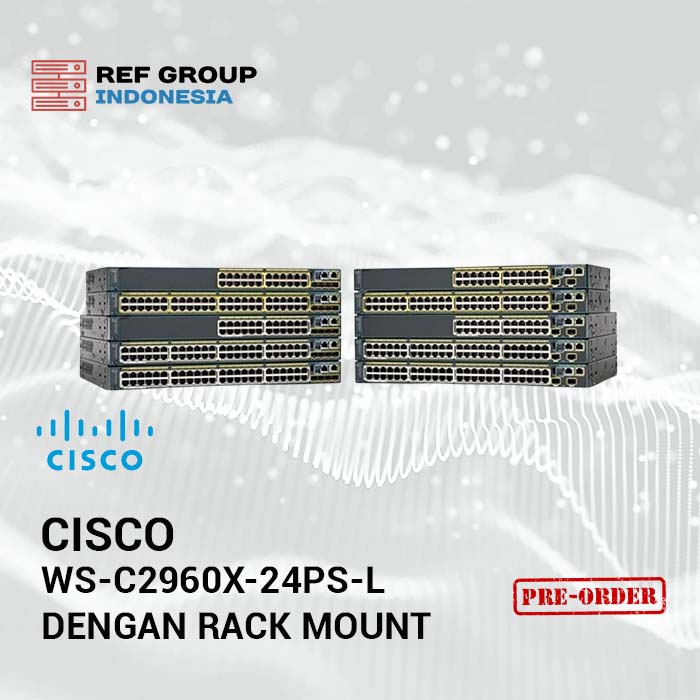 REF GROUP
INDONESIA
CISCO
CISCO
WS-C2960X-24PS-L
DENGAN RACK MOUNT
PRE-ORDER